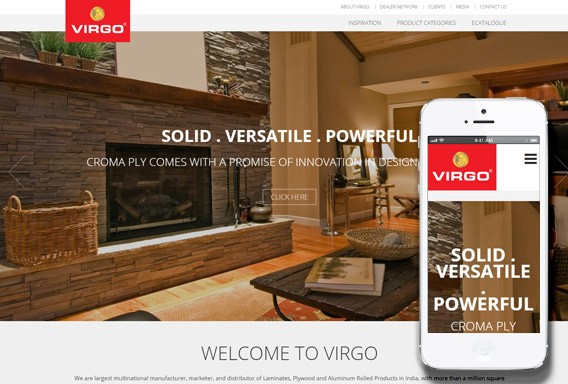 ABOUT VIRGO | DEALER NETWORK | CLIENTS | MEDIA | CONTACT US
VIRGO®
INSPIRATION PRODUCT CATEGORIES ECATALOGUE
SOLID . VERSATILE . POWERFUL
CROMA PLY COMES WITH A PROMISE OF INNOVATION IN DESIGN
CLICK HERE
WELCOME TO VIRGO
We are largest multinational manufacturer, marketer, and distributor of Laminates, Plywood and Aluminum Rolled Products in India, with more than a million square
9:41 AM
VIRGO®
SOLID .
VERSATILE
.
POWERFUL
CROMA PLY